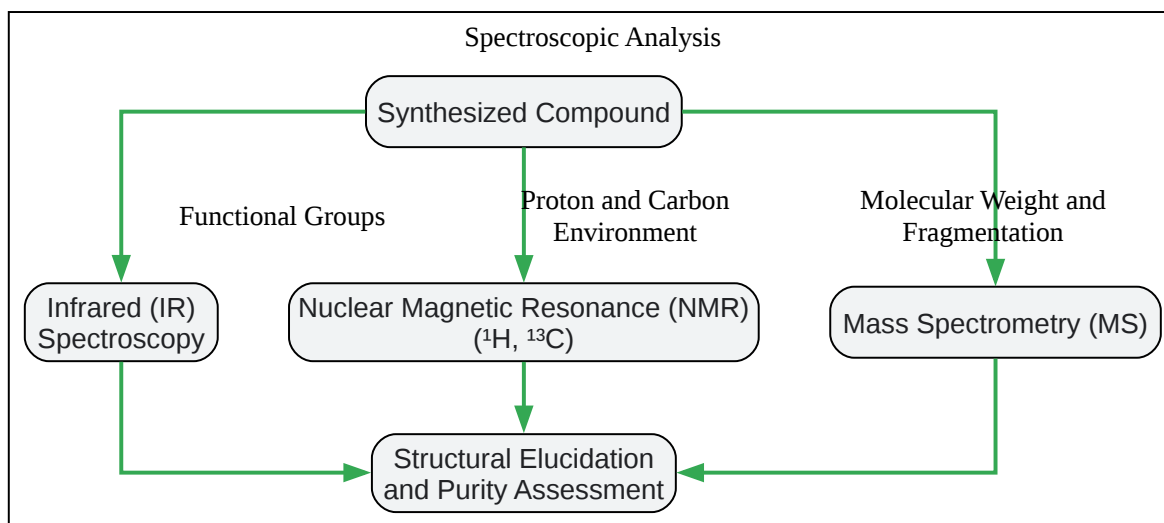 Spectroscopic Analysis
Synthesized Compound
Functional Groups
Proton and Carbon
Environment
Molecular Weight and
Fragmentation
Infrared (IR)
Spectroscopy
Nuclear Magnetic Resonance (NMR)
(¹H, ¹³C)
Mass Spectrometry (MS)
Structural Elucidation
and Purity Assessment